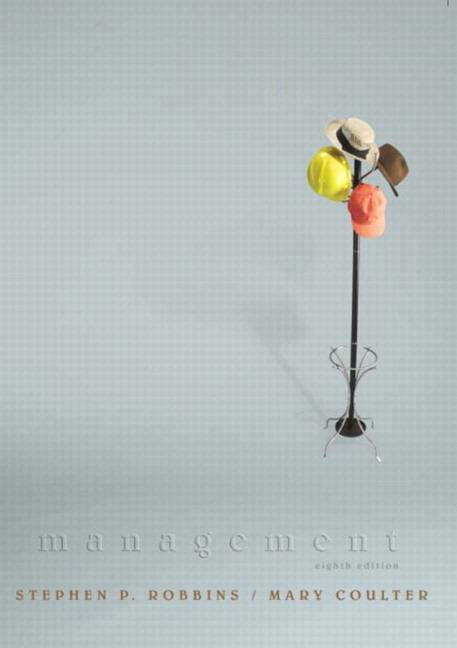 management
eighth edition
STEPHEN P. ROBBINS / MARY COULTER